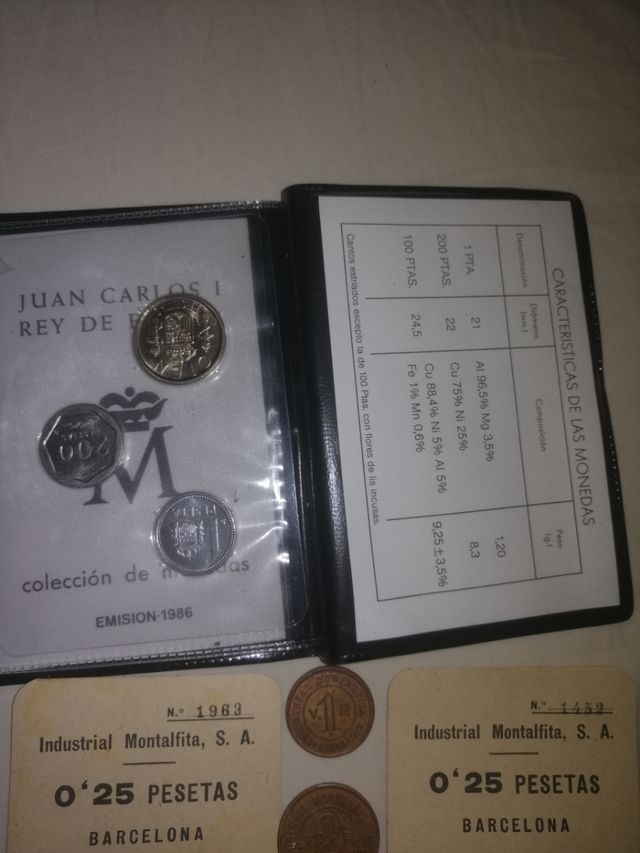 JUAN CARLOS I
REY DE
200
PESETA
colección de
EMISION 1986
CARACTERISTICAS DE LAS MONEDAS
Denominación Diámetro (mm.) Composición Peso (g.)
1 PTA. 21 Al 96,5% Mg 3,5% 1,20
200 PTAS. 22 Cu 75% Ni 25% 8,3
100 PTAS. 24,5 Cu 88,4% Ni 5% Al 5% 9,25 ± 3,5%
Fe 1% Mn 0,6%
Cantos estriados excepto la de 100 Ptas. con flores de lis incusas.
N.º 1963
Industrial Montalfita, S. A.
0'25 PESETAS
BARCELONA
V. 1
2
N.º 1452
Industrial Montalfita, S. A.
0'25 PESETAS
BARCELONA